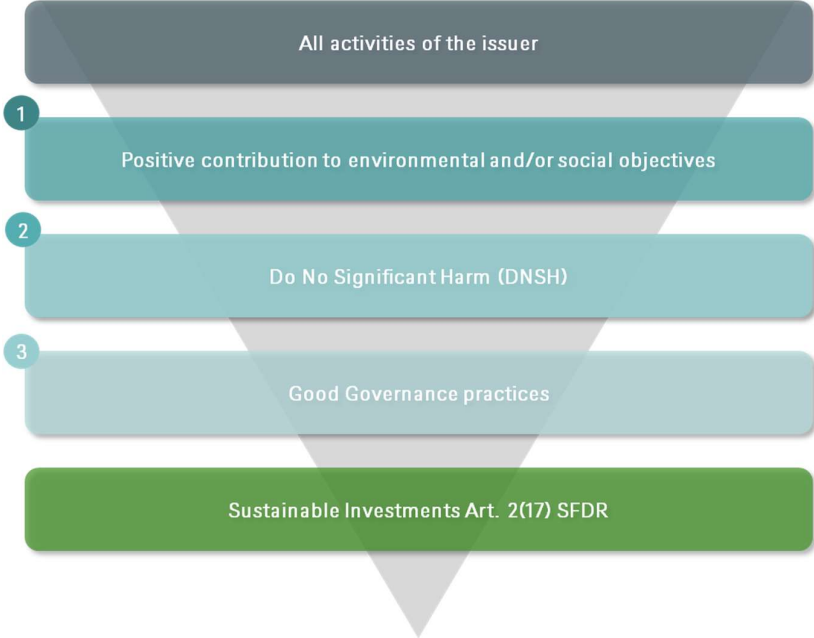 All activities of the issuer
1
Positive contribution to environmental and/or social objectives
2
Do No Significant Harm (DNSH)
3
Good Governance practices
Sustainable Investments Art. 2(17) SFDR